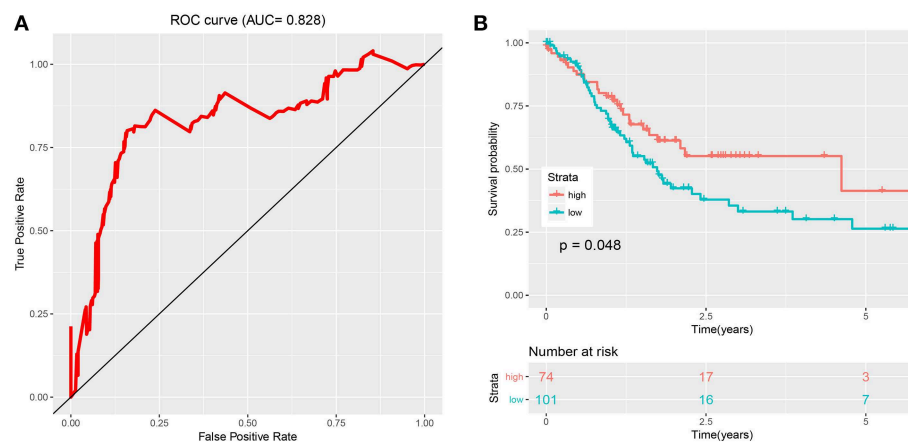 A
ROC curve (AUC= 0.828)
True Positive Rate
1.00
0.75
0.50
0.25
0.00
0.00 0.25 0.50 0.75 1.00
False Positive Rate
B
Survival probability
1.00
0.75
0.50
0.25
0.00
Strata
high
low
p = 0.048
0 2.5 5
Time(years)
Number at risk
Strata
high 74 17 3
low 101 16 7
0 2.5 5
Time(years)